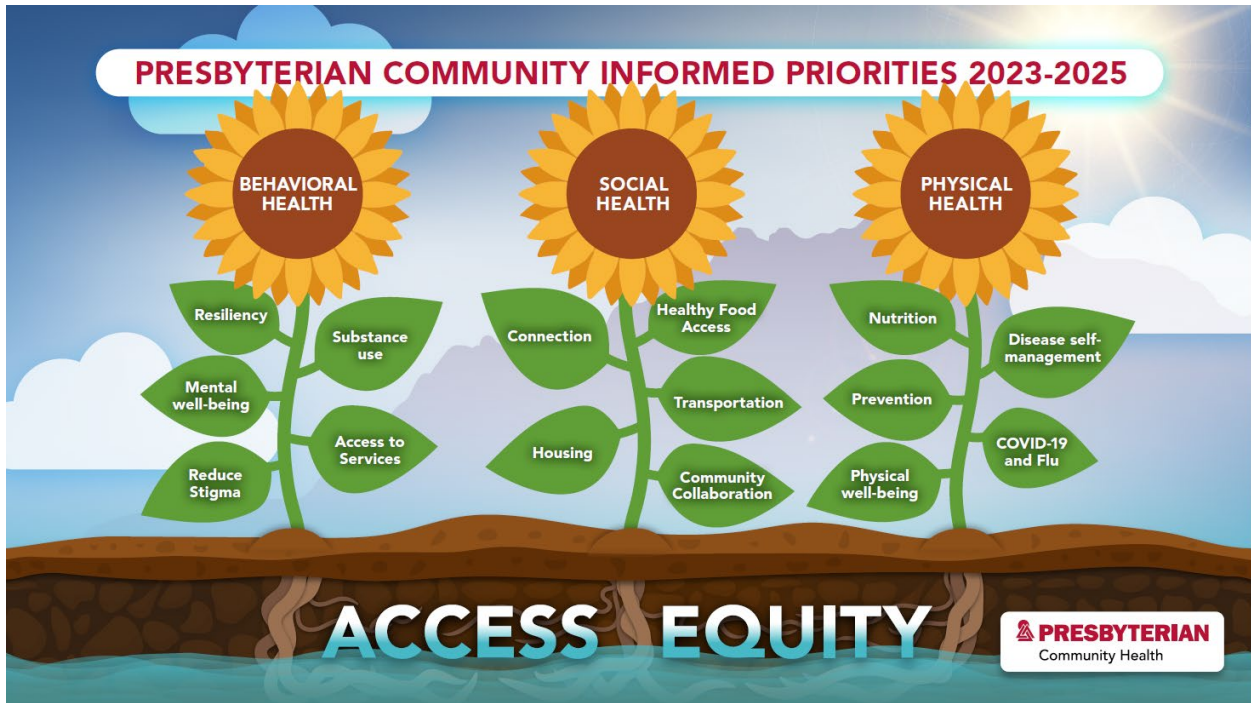 PRESBYTERIAN COMMUNITY INFORMED PRIORITIES 2023-2025
BEHAVIORAL
HEALTH
Resiliency
Substance
use
Mental
well-being
Access to
Services
Reduce
Stigma
SOCIAL
HEALTH
Connection
Healthy Food
Access
Transportation
Housing
Community
Collaboration
PHYSICAL
HEALTH
Nutrition
Disease self-
management
Prevention
COVID-19
and Flu
Physical
well-being
ACCESS EQUITY
PRESBYTERIAN
Community Health